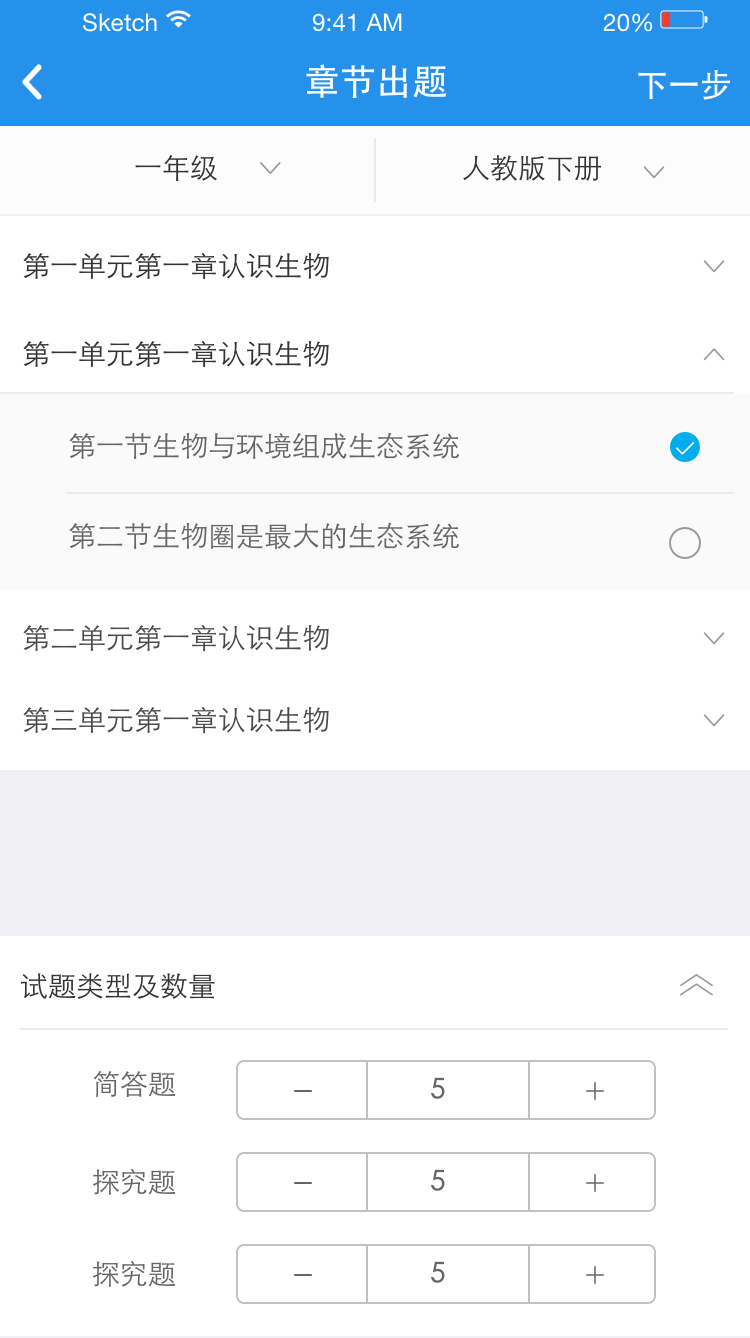 Sketch 9:41 AM 20%
章节出题 下一步
一年级 人教版下册
第一单元第一章认识生物
第一单元第一章认识生物
第一节生物与环境组成生态系统
第二节生物圈是最大的生态系统
第二单元第一章认识生物
第三单元第一章认识生物
试题类型及数量
简答题 − 5 +
探究题 − 5 +
探究题 − 5 +